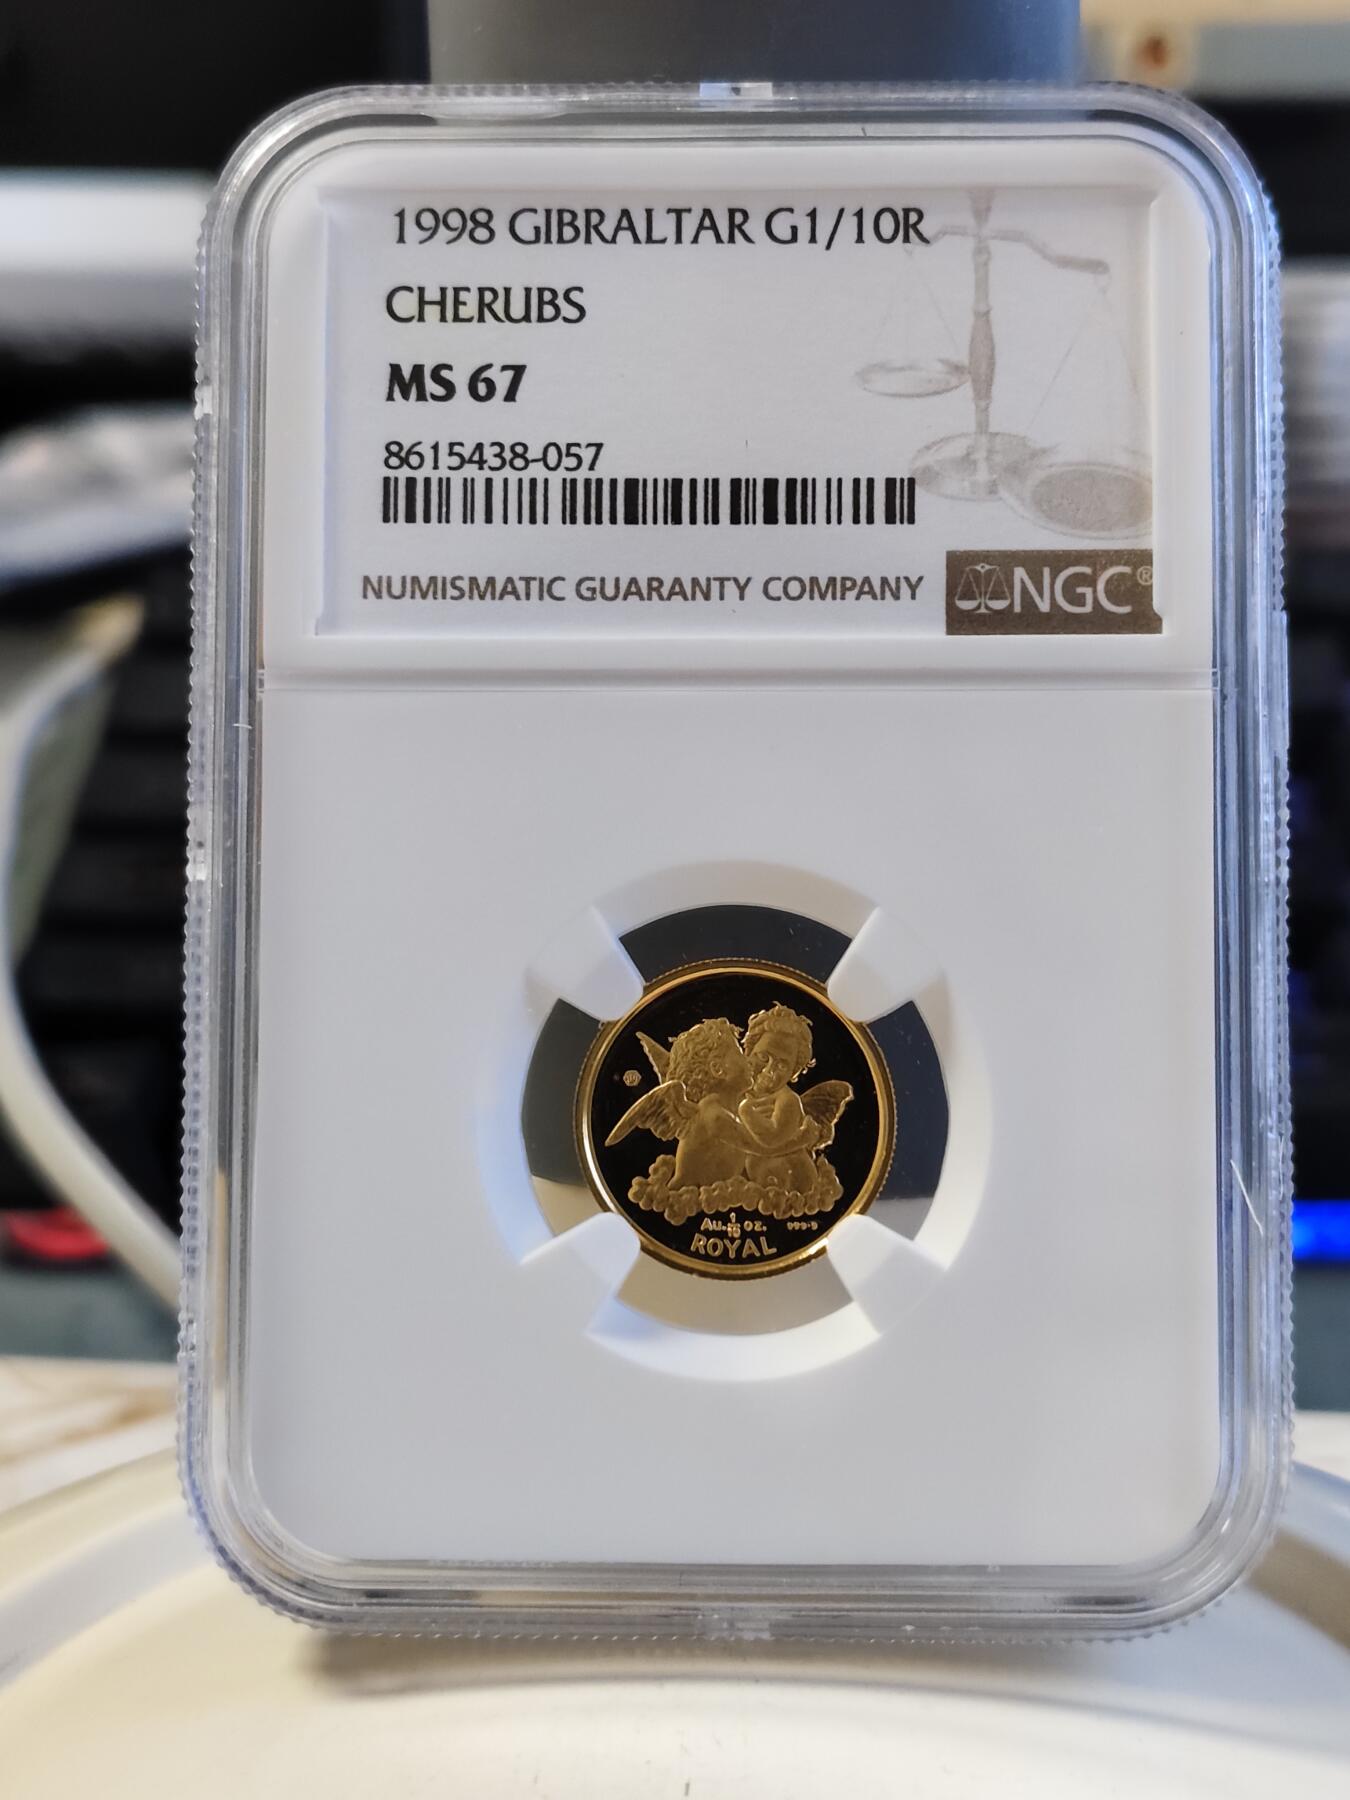 1998 GIBRALTAR G1/10R
CHERUBS
MS 67
8615438-057
NUMISMATIC GUARANTY COMPANY
NGC®
Au. 1/10 OZ. 999.9
ROYAL